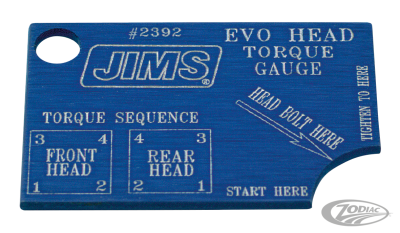 #2392
JIMS®
EVO HEAD
TORQUE
GAUGE
TIGHTEN TO HERE
HEAD BOLT HERE
START HERE
TORQUE SEQUENCE
3 4
FRONT
HEAD
1 2
4 3
REAR
HEAD
2 1
ZODIAC